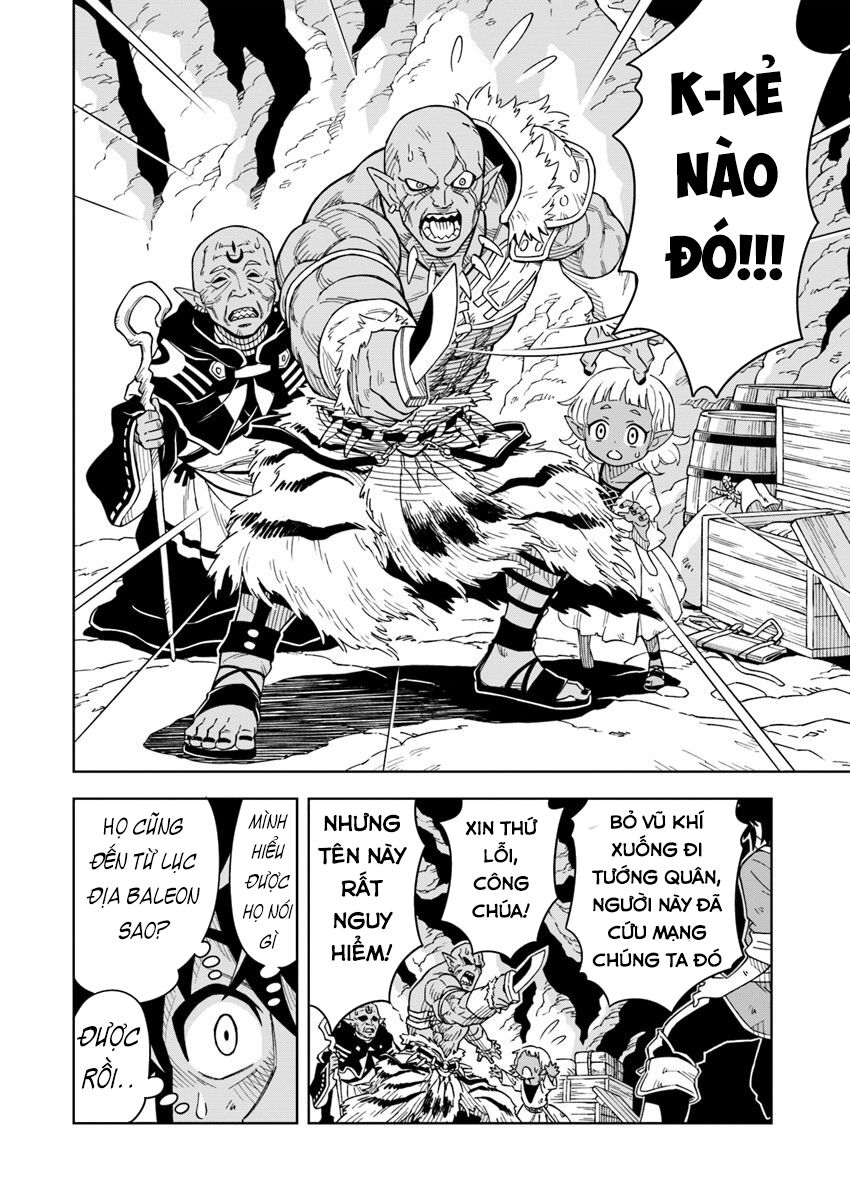 K-KẺ
NÀO
ĐÓ!!!
BỎ VŨ KHÍ
XUỐNG ĐI
TƯỚNG QUÂN,
NGƯỜI NÀY ĐÃ
CỨU MẠNG
CHÚNG TA ĐÓ
XIN THỨ
LỖI,
CÔNG
CHÚA!
NHƯNG
TÊN NÀY
RẤT
NGUY
HIỂM!
MÌNH
HIỂU
ĐƯỢC
HỌ NÓI
GÌ
HỌ CŨNG
ĐẾN TỪ LỤC
ĐỊA BALEON
SAO?
ĐƯỢC
RỒI..